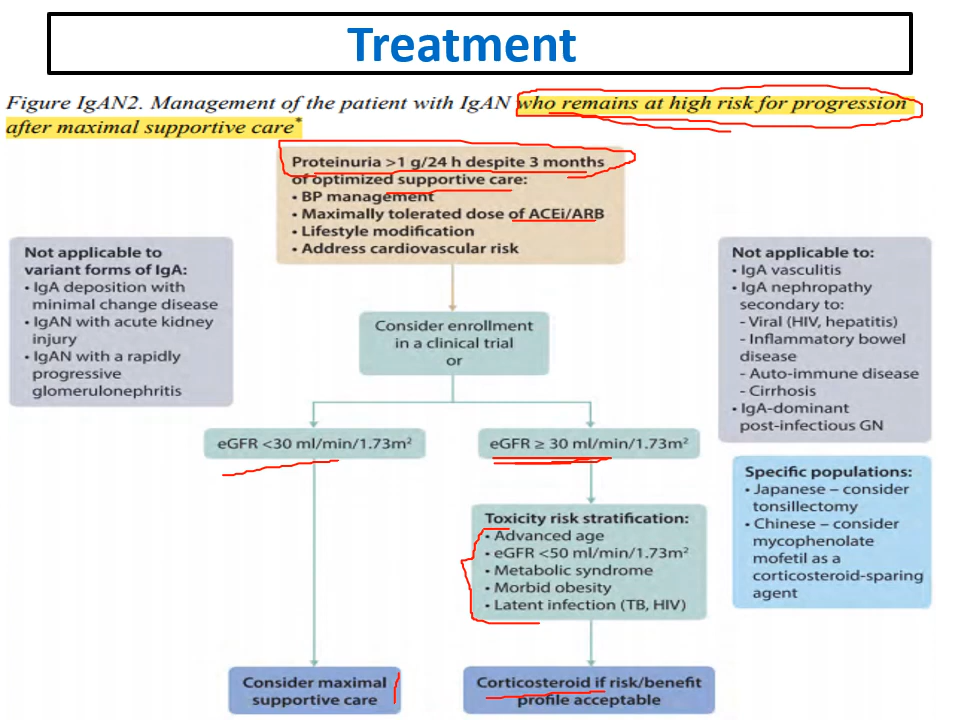 Treatment
Figure IgAN2. Management of the patient with IgAN who remains at high risk for progression
after maximal supportive care*
Proteinuria >1 g/24 h despite 3 months
of optimized supportive care:
• BP management
• Maximally tolerated dose of ACEi/ARB
• Lifestyle modification
• Address cardiovascular risk
Not applicable to
variant forms of IgA:
• IgA deposition with
minimal change disease
• IgAN with acute kidney
injury
• IgAN with a rapidly
progressive
glomerulonephritis
Consider enrollment
in a clinical trial
or
Not applicable to:
• IgA vasculitis
• IgA nephropathy
secondary to:
- Viral (HIV, hepatitis)
- Inflammatory bowel
disease
- Auto-immune disease
- Cirrhosis
• IgA-dominant
post-infectious GN
eGFR <30 ml/min/1.73m²
eGFR ≥ 30 ml/min/1.73m²
Specific populations:
• Japanese – consider
tonsillectomy
• Chinese – consider
mycophenolate
mofetil as a
corticosteroid-sparing
agent
Toxicity risk stratification:
• Advanced age
• eGFR <50 ml/min/1.73m²
• Metabolic syndrome
• Morbid obesity
• Latent infection (TB, HIV)
Consider maximal
supportive care
Corticosteroid if risk/benefit
profile acceptable